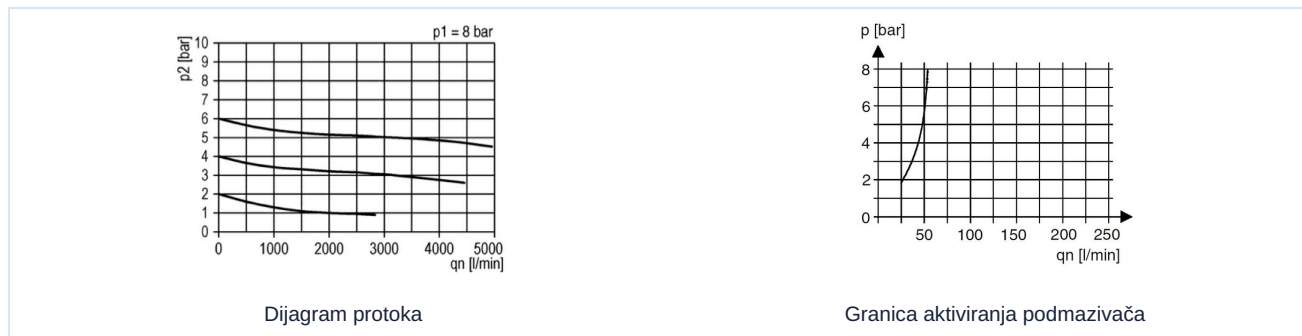 p1 = 8 bar
p2 [bar]
10
9
8
7
6
5
4
3
2
1
0
0 1000 2000 3000 4000 5000
qn [l/min]
Dijagram protoka
p [bar]
8
6
4
2
0
50 100 150 200 250
qn [l/min]
Granica aktiviranja podmazivača